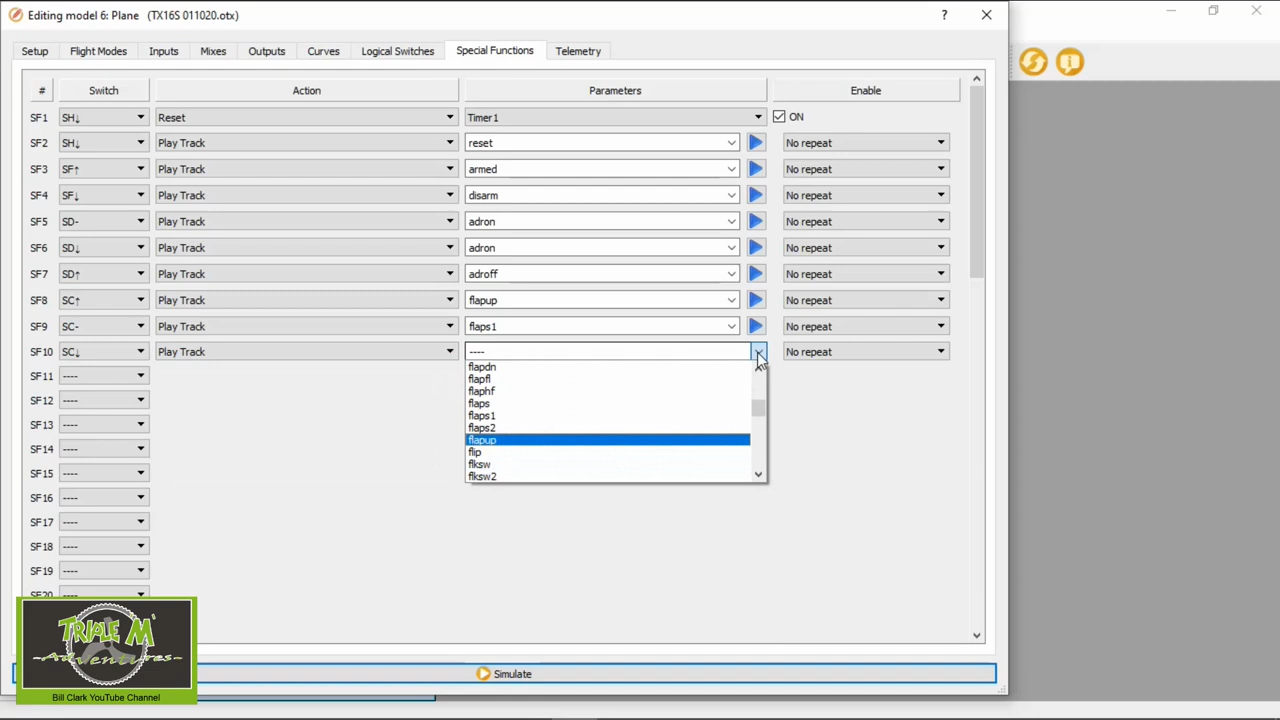 Editing model 6: Plane (TX16S 011020.otx)
?
Setup Flight Modes Inputs Mixes Outputs Curves Logical Switches Special Functions Telemetry
# Switch Action Parameters Enable
SF1 SH↓ Reset Timer1 ON
SF2 SH↓ Play Track reset No repeat
SF3 SF↑ Play Track armed No repeat
SF4 SF↓ Play Track disarm No repeat
SF5 SD- Play Track adron No repeat
SF6 SD↓ Play Track adron No repeat
SF7 SD↑ Play Track adroff No repeat
SF8 SC↑ Play Track flapup No repeat
SF9 SC- Play Track flaps1 No repeat
SF10 SC↓ Play Track ---- No repeat
flapdn
flapfl
flaphf
flaps
flaps1
flaps2
flapup
flip
flksw
flksw2
SF11 ----
SF12 ----
SF13 ----
SF14 ----
SF15 ----
SF16 ----
SF17 ----
SF18 ----
SF19 ----
SF20 ----
TRIPLE M'
-Adventures-
Bill Clark YouTube Channel
Simulate